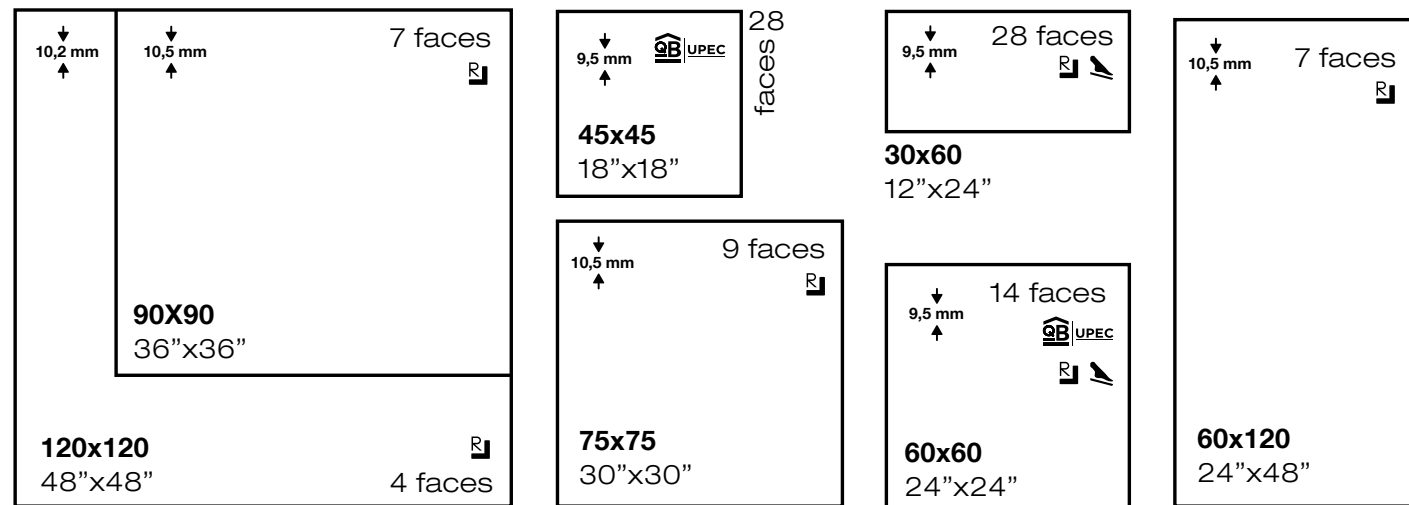 10,2 mm
120x120
48”x48”
R
4 faces
10,5 mm
7 faces
R
90X90
36”x36”
9,5 mm
QB UPEC
28
faces
45x45
18”x18”
10,5 mm
9 faces
R
75x75
30”x30”
9,5 mm
28 faces
R
30x60
12”x24”
9,5 mm
14 faces
QB UPEC
R
60x60
24”x24”
10,5 mm
7 faces
R
60x120
24”x48”